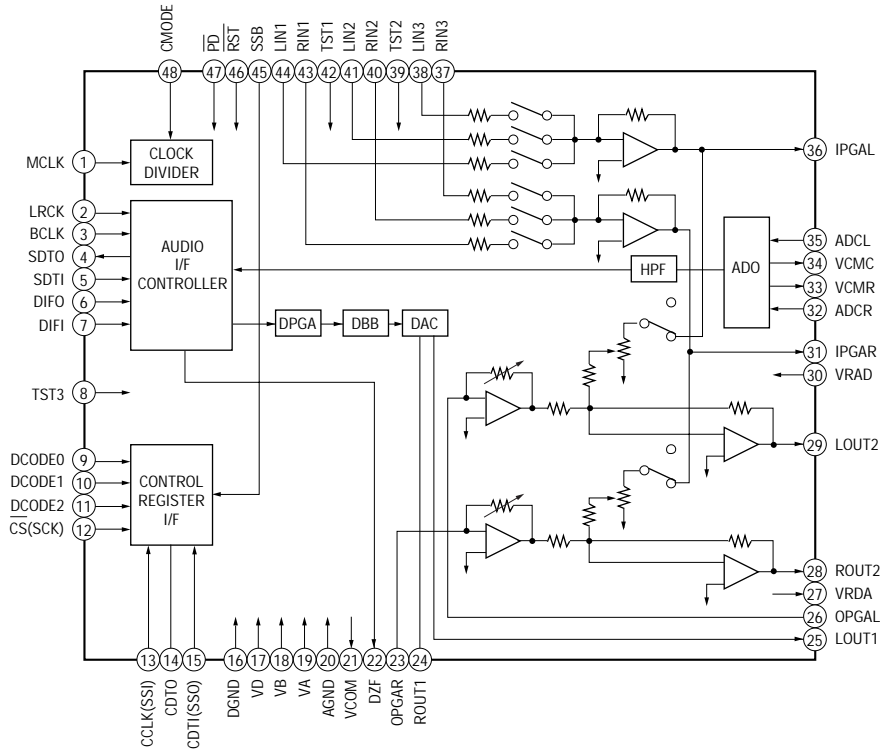 CMODE
PD
RST
SSB
LIN1
RIN1
TST1
LIN2
RIN2
TST2
LIN3
RIN3
48
47
46
45
44
43
42
41
40
39
38
37
MCLK
1
CLOCK
DIVIDER
36
IPGAL
LRCK
2
BCLK
3
SDTO
4
SDTI
5
DIFO
6
DIFI
7
AUDIO
I/F
CONTROLLER
HPF
ADO
35
ADCL
34
VCMC
33
VCMR
32
ADCR
DPGA
DBB
DAC
31
IPGAR
30
VRAD
TST3
8
29
LOUT2
DCODE0
9
DCODE1
10
DCODE2
11
CS(SCK)
12
CONTROL
REGISTER
I/F
28
ROUT2
27
VRDA
26
OPGAL
25
LOUT1
13
14
15
16
17
18
19
20
21
22
23
24
CCLK(SSI)
CDTO
CDTI(SSO)
DGND
VD
VB
VA
AGND
VCOM
DZF
OPGAR
ROUT1